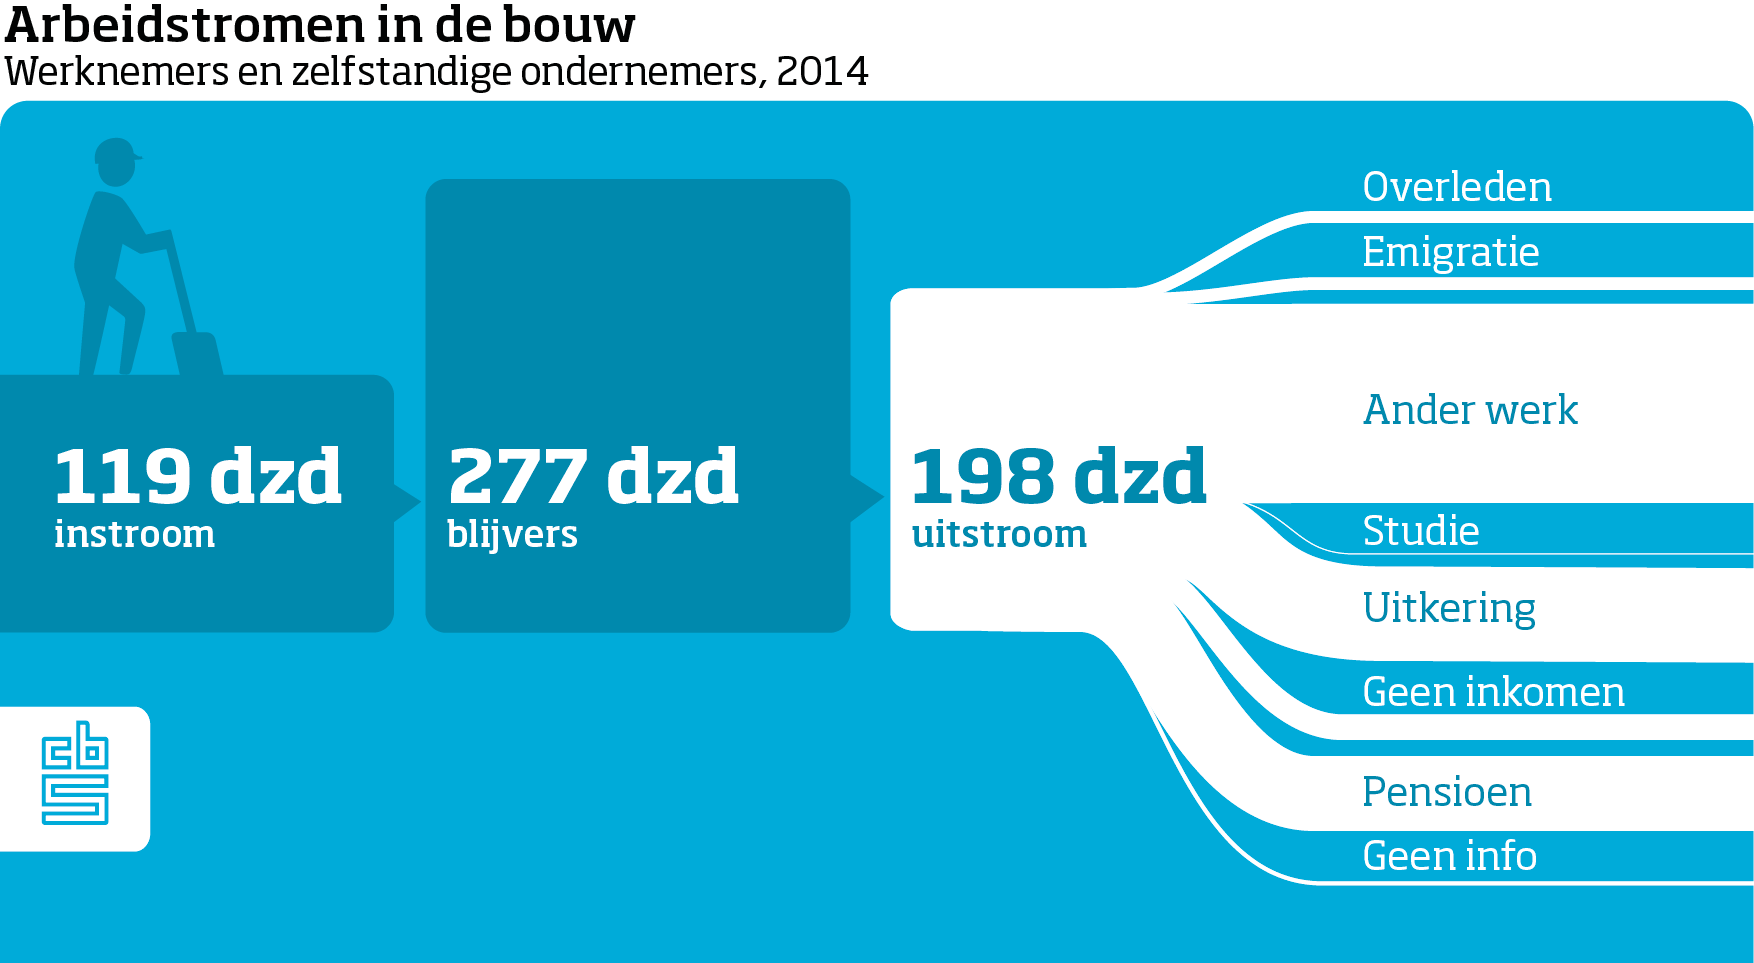 Arbeidstromen in de bouw
Werknemers en zelfstandige ondernemers, 2014
119 dzd
instroom
277 dzd
blijvers
198 dzd
uitstroom
Overleden
Emigratie
Ander werk
Studie
Uitkering
Geen inkomen
Pensioen
Geen info
cbs